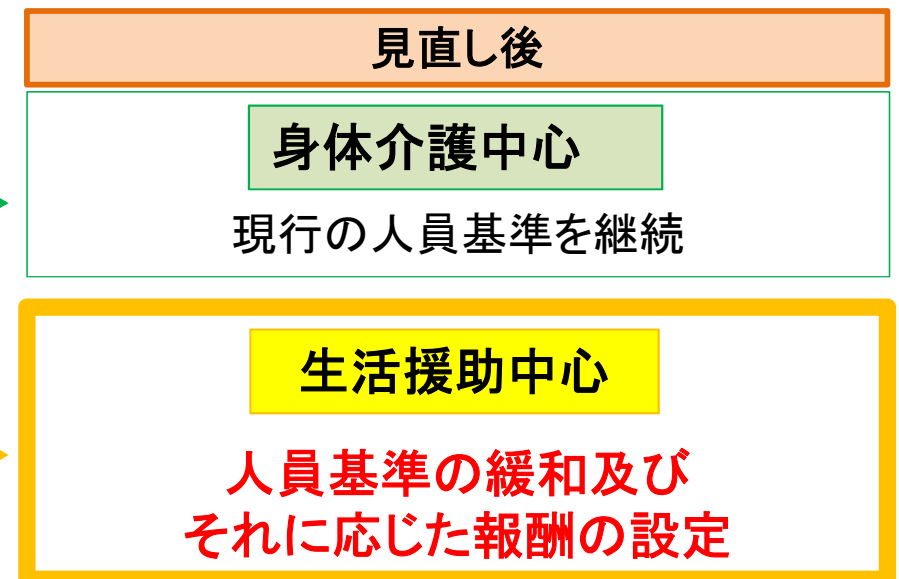 見直し後
身体介護中心
現行の人員基準を継続
生活援助中心
人員基準の緩和及び
それに応じた報酬の設定